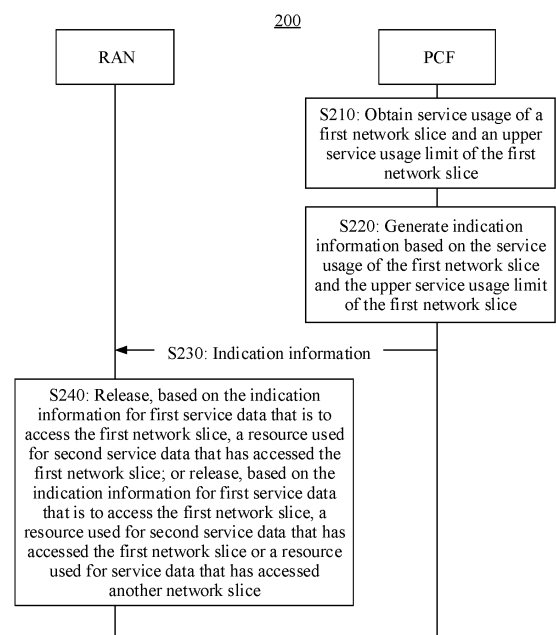 200
RAN
PCF
S210: Obtain service usage of a
first network slice and an upper
service usage limit of the first
network slice
S220: Generate indication
information based on the service
usage of the first network slice
and the upper service usage limit
of the first network slice
S230: Indication information
S240: Release, based on the indication
information for first service data that is to
access the first network slice, a resource used
for second service data that has accessed the
first network slice; or release, based on the
indication information for first service data
that is to access the first network slice, a
resource used for second service data that has
accessed the first network slice or a resource
used for service data that has accessed
another network slice